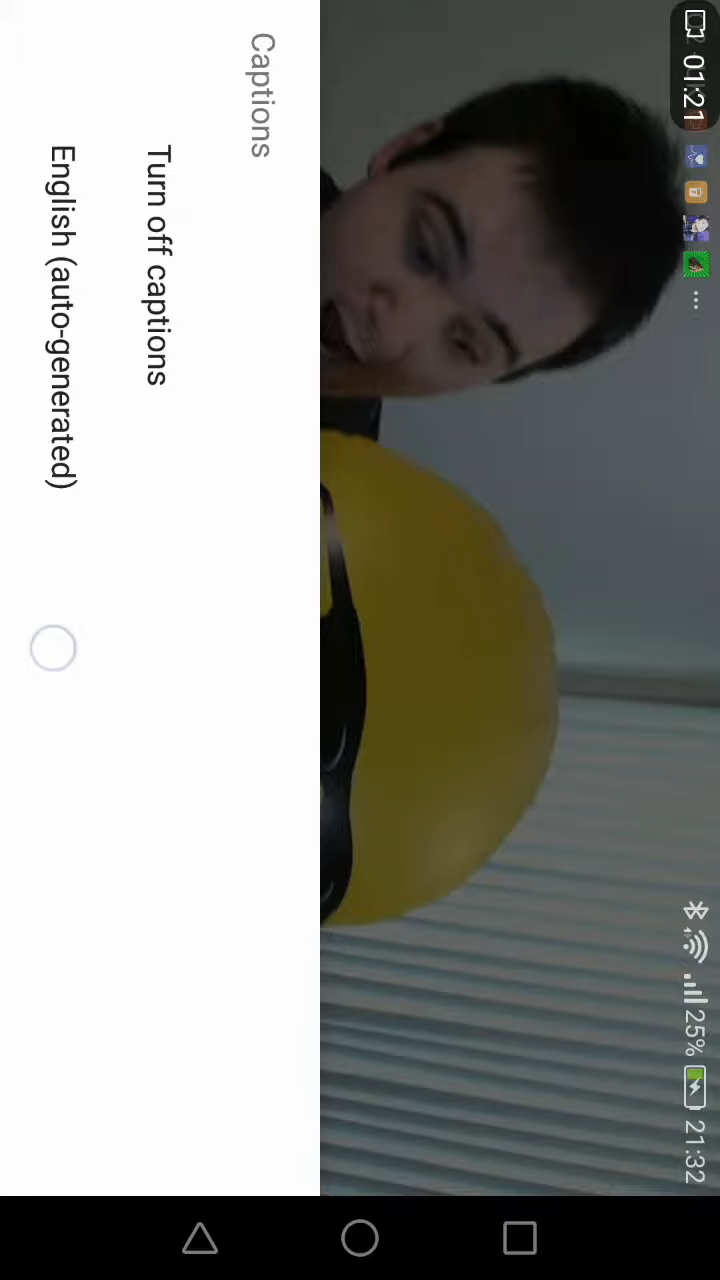 01:21
25% 21:32
Captions
Turn off captions
English (auto-generated)